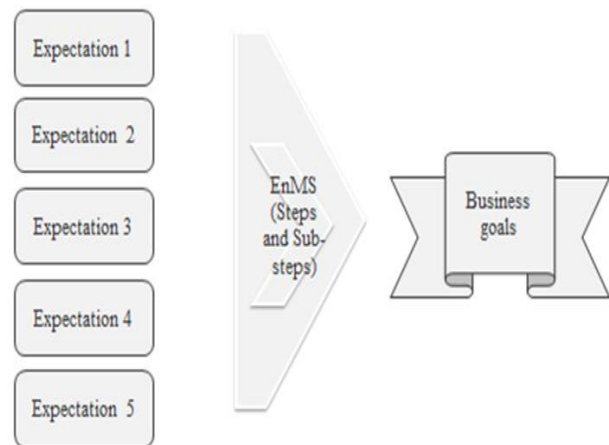 Expectation 1
Expectation 2
Expectation 3
Expectation 4
Expectation 5
EnMS
(Steps
and Sub-
steps)
Business
goals